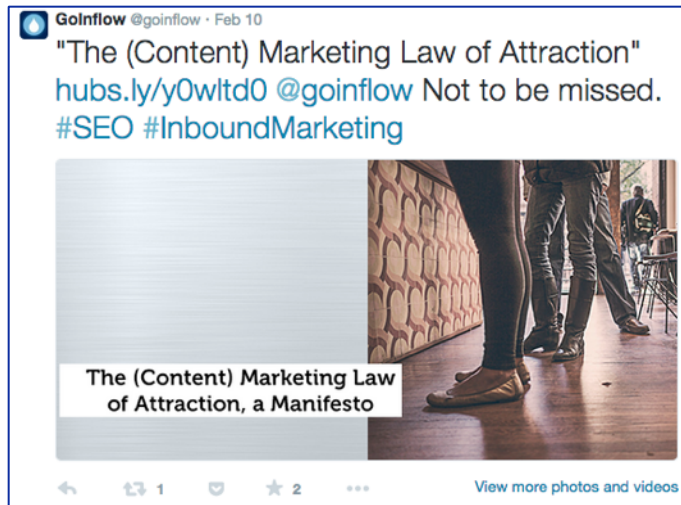 GoInflow @goinflow · Feb 10
"The (Content) Marketing Law of Attraction"
hubs.ly/y0wltd0 @goinflow Not to be missed.
#SEO #InboundMarketing
The (Content) Marketing Law
of Attraction, a Manifesto
1 2 ••• View more photos and videos